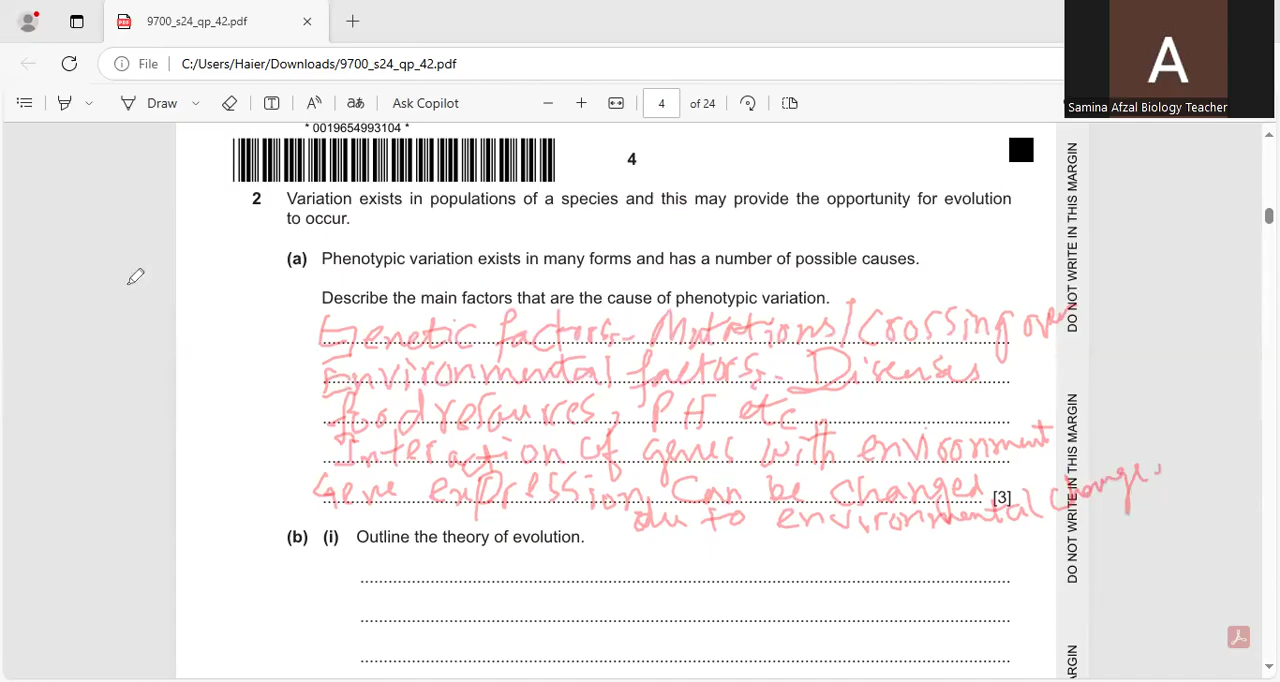 9700_s24_qp_42.pdf
File C:/Users/Haier/Downloads/9700_s24_qp_42.pdf
A
Samina Afzal Biology Teacher
Draw
Ask Copilot
4 of 24
* 0019654993104 *
4
2 Variation exists in populations of a species and this may provide the opportunity for evolution
to occur.
(a) Phenotypic variation exists in many forms and has a number of possible causes.
Describe the main factors that are the cause of phenotypic variation.
Genetic factors- Mutations/Crossing over
Environmental factors:- Diseases
food resources, PH etc
Interaction of genes with environment
Gene expression can be changed [3]
due to environmental change.
(b) (i) Outline the theory of evolution.
DO NOT WRITE IN THIS MARGIN
DO NOT WRITE IN THIS MARGIN
RGIN